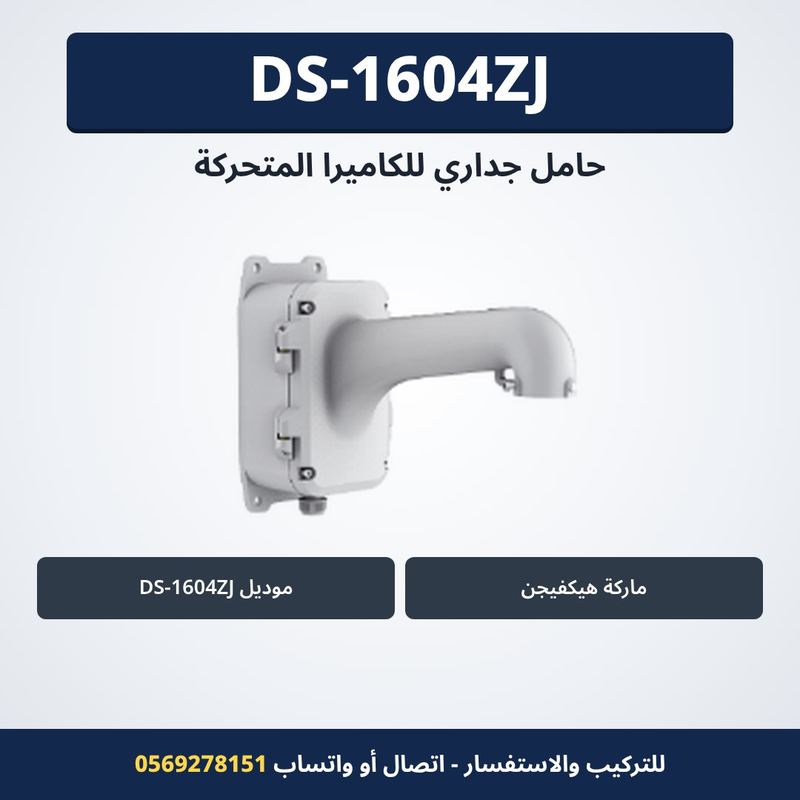 DS-1604ZJ
حامل جداري للكاميرا المتحركة
ماركة هيكفيجن
موديل DS-1604ZJ
للتركيب والاستفسار - اتصال أو واتساب 0569278151